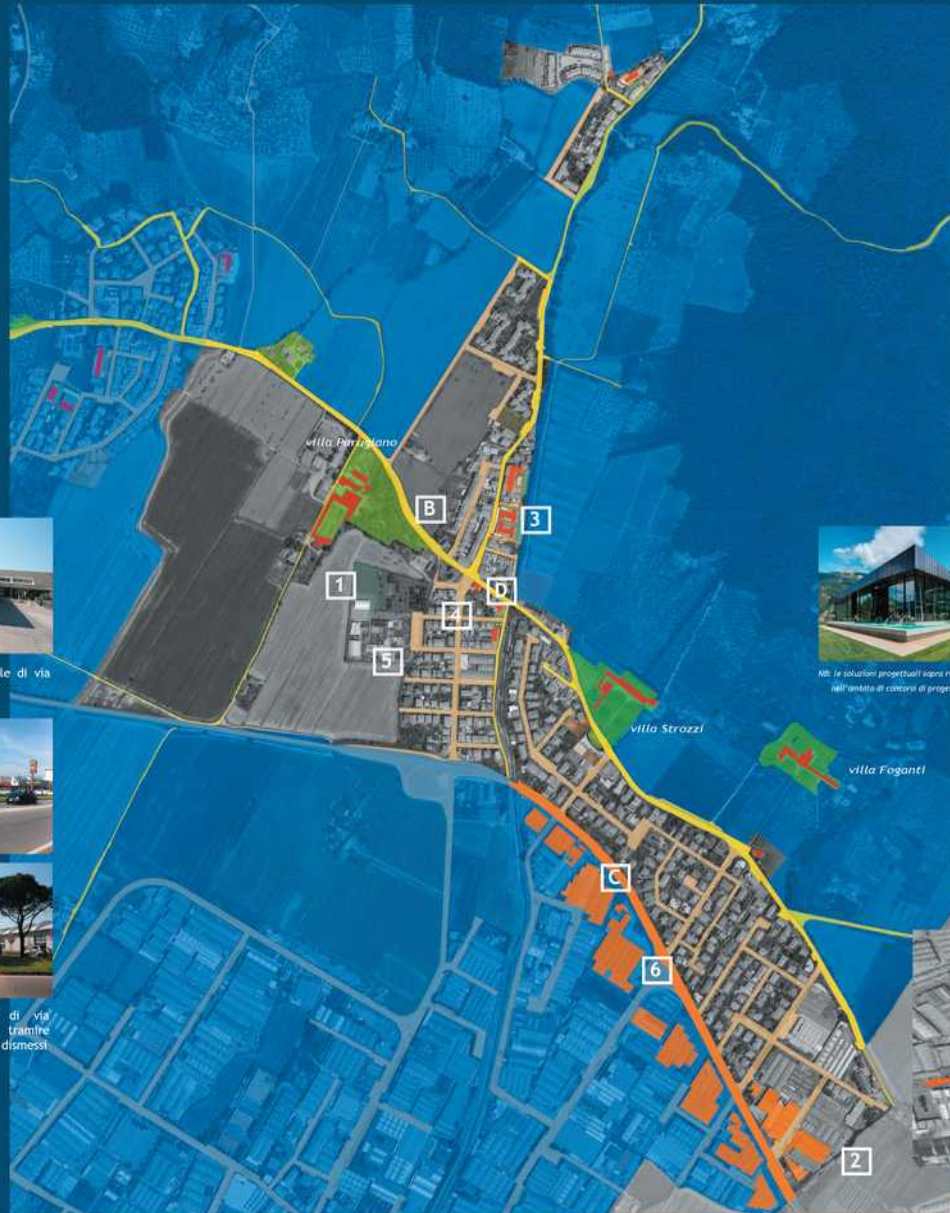 villa Parugiano
B
3
1
D
4
5
le di via
NB: le soluzioni progettuali sopra
nell'ambito di concorsi di
villa Strozzi
villa Foganti
C
6
di via
tramire
dismessi
2